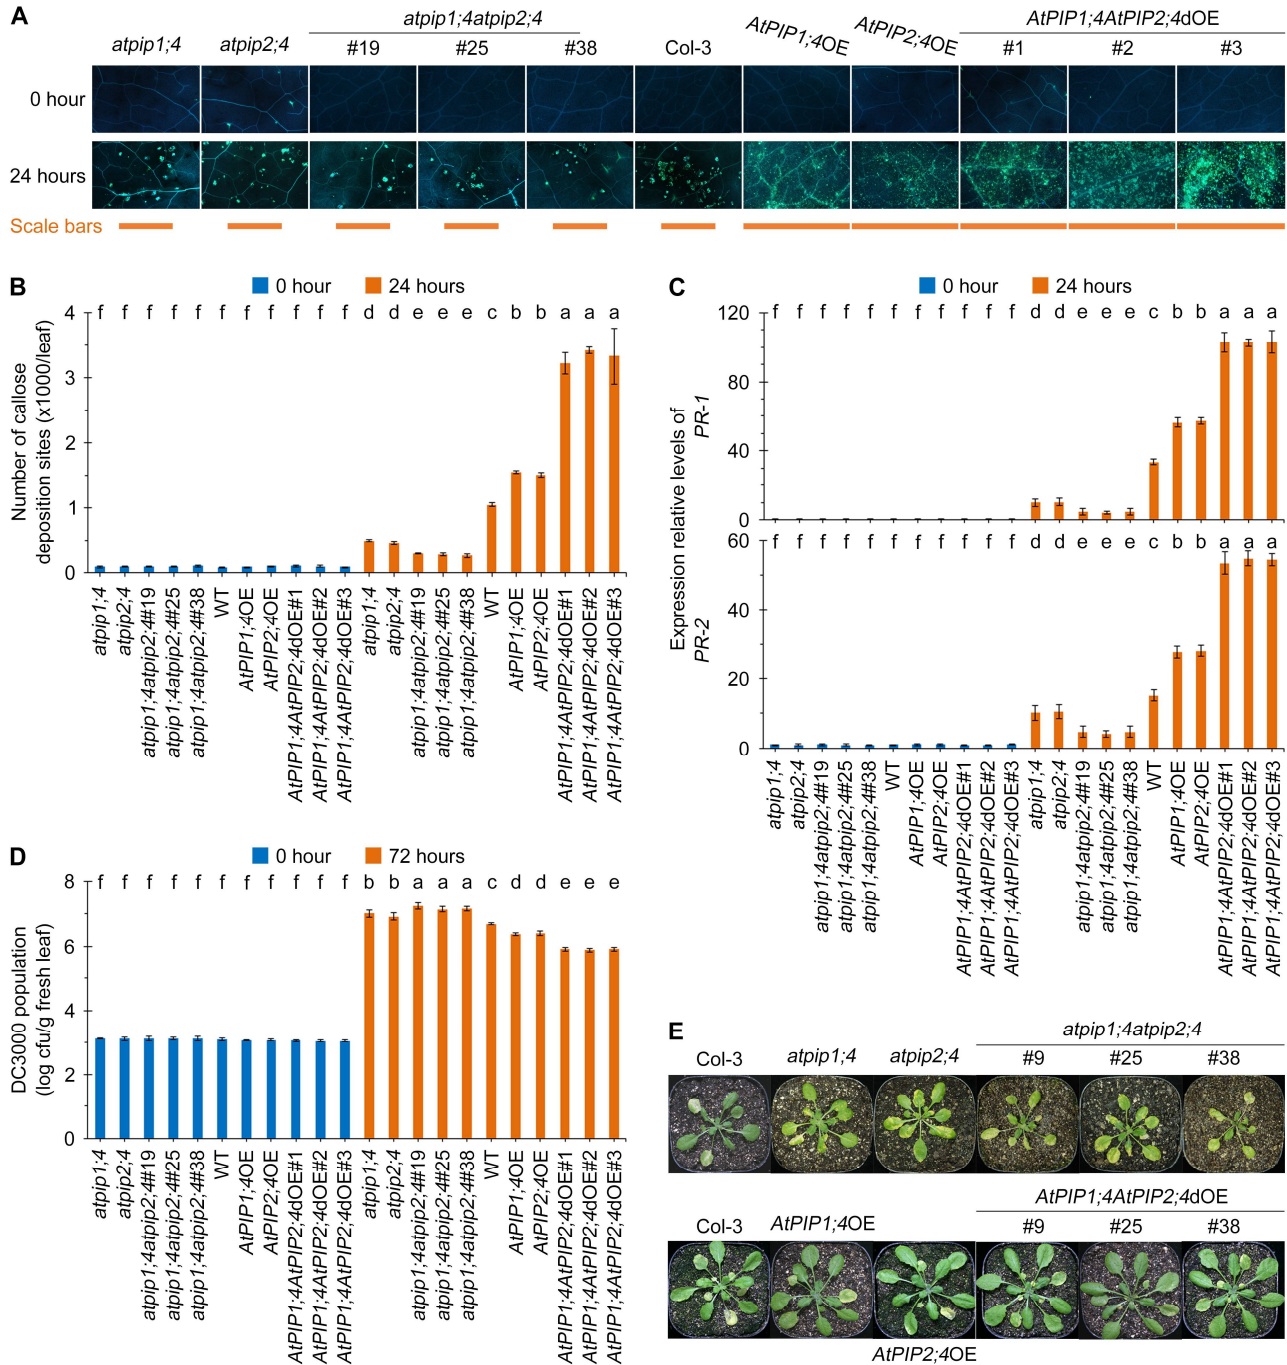 A
atpip1;4atpip2;4
AtPIP1;4AtPIP2;4dOE
atpip1;4
atpip2;4
#19
#25
#38
Col-3
AtPIP1;4OE
AtPIP2;4OE
#1
#2
#3
0 hour
24 hours
Scale bars
B
0 hour
24 hours
Number of callose
deposition sites (x1000/leaf)
4
3
2
1
0
f f f f f f f f f f f d d e e e c b b a a a
atpip1;4
atpip2;4
atpip1;4atpip2;4#19
atpip1;4atpip2;4#25
atpip1;4atpip2;4#38
WT
AtPIP1;4OE
AtPIP2;4OE
AtPIP1;4AtPIP2;4dOE#1
AtPIP1;4AtPIP2;4dOE#2
AtPIP1;4AtPIP2;4dOE#3
atpip1;4
atpip2;4
atpip1;4atpip2;4#19
atpip1;4atpip2;4#25
atpip1;4atpip2;4#38
WT
AtPIP1;4OE
AtPIP2;4OE
AtPIP1;4AtPIP2;4dOE#1
AtPIP1;4AtPIP2;4dOE#2
AtPIP1;4AtPIP2;4dOE#3
C
0 hour
24 hours
Expression relative levels of
PR-1
120
80
40
0
f f f f f f f f f f f d d e e e c b b a a a
PR-2
60
40
20
0
f f f f f f f f f f f d d e e e c b b a a a
atpip1;4
atpip2;4
atpip1;4atpip2;4#19
atpip1;4atpip2;4#25
atpip1;4atpip2;4#38
WT
AtPIP1;4OE
AtPIP2;4OE
AtPIP1;4AtPIP2;4dOE#1
AtPIP1;4AtPIP2;4dOE#2
AtPIP1;4AtPIP2;4dOE#3
atpip1;4
atpip2;4
atpip1;4atpip2;4#19
atpip1;4atpip2;4#25
atpip1;4atpip2;4#38
WT
AtPIP1;4OE
AtPIP2;4OE
AtPIP1;4AtPIP2;4dOE#1
AtPIP1;4AtPIP2;4dOE#2
AtPIP1;4AtPIP2;4dOE#3
D
0 hour
72 hours
DC3000 population
(log cfu/g fresh leaf)
8
6
4
2
0
f f f f f f f f f f f b b a a a c d d e e e
atpip1;4
atpip2;4
atpip1;4atpip2;4#19
atpip1;4atpip2;4#25
atpip1;4atpip2;4#38
WT
AtPIP1;4OE
AtPIP2;4OE
AtPIP1;4AtPIP2;4dOE#1
AtPIP1;4AtPIP2;4dOE#2
AtPIP1;4AtPIP2;4dOE#3
atpip1;4
atpip2;4
atpip1;4atpip2;4#19
atpip1;4atpip2;4#25
atpip1;4atpip2;4#38
WT
AtPIP1;4OE
AtPIP2;4OE
AtPIP1;4AtPIP2;4dOE#1
AtPIP1;4AtPIP2;4dOE#2
AtPIP1;4AtPIP2;4dOE#3
E
atpip1;4atpip2;4
Col-3
atpip1;4
atpip2;4
#9
#25
#38
AtPIP1;4AtPIP2;4dOE
Col-3
AtPIP1;4OE
#9
#25
#38
AtPIP2;4OE